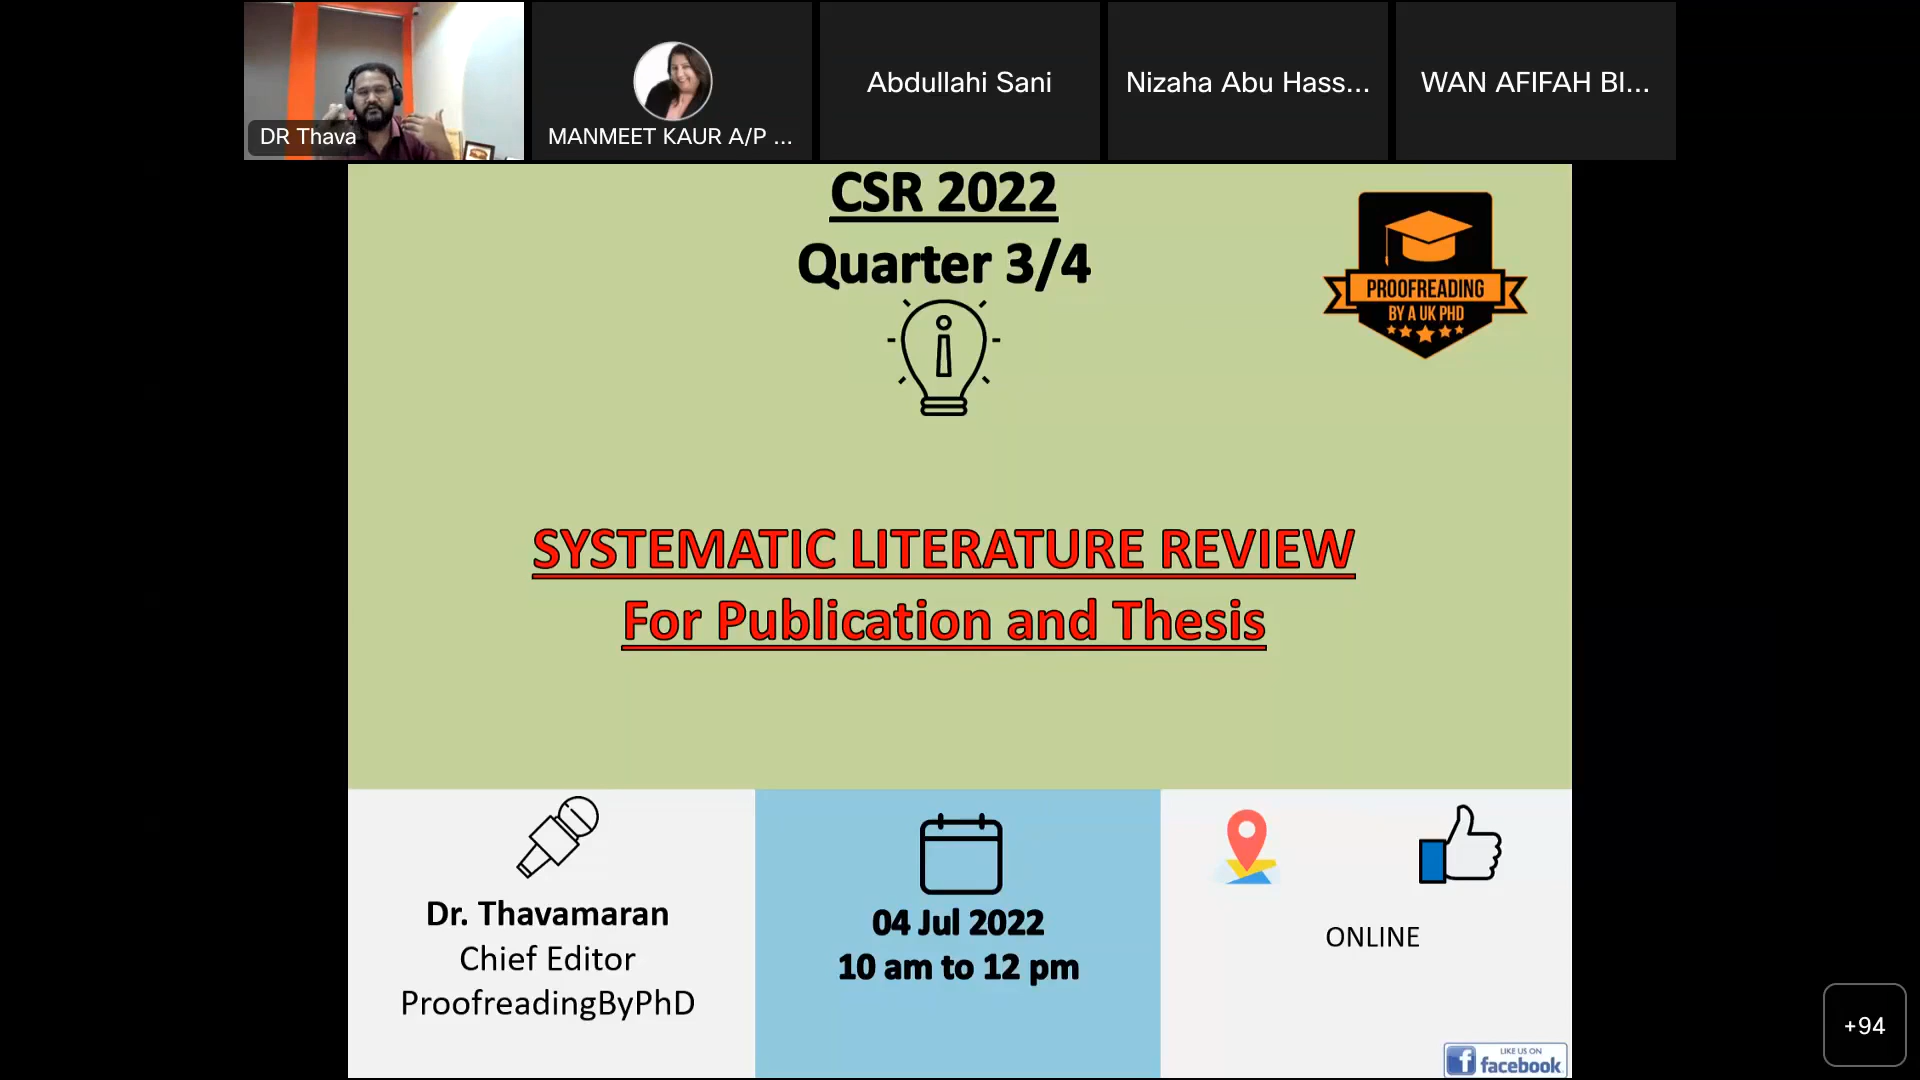 DR Thava
MANMEET KAUR A/P ...
Abdullahi Sani
Nizaha Abu Hass...
WAN AFIFAH BI...
CSR 2022
Quarter 3/4
PROOFREADING
BY A UK PHD
SYSTEMATIC LITERATURE REVIEW
For Publication and Thesis
Dr. Thavamaran
Chief Editor
ProofreadingByPhD
04 Jul 2022
10 am to 12 pm
ONLINE
LIKE US ON
facebook
+94